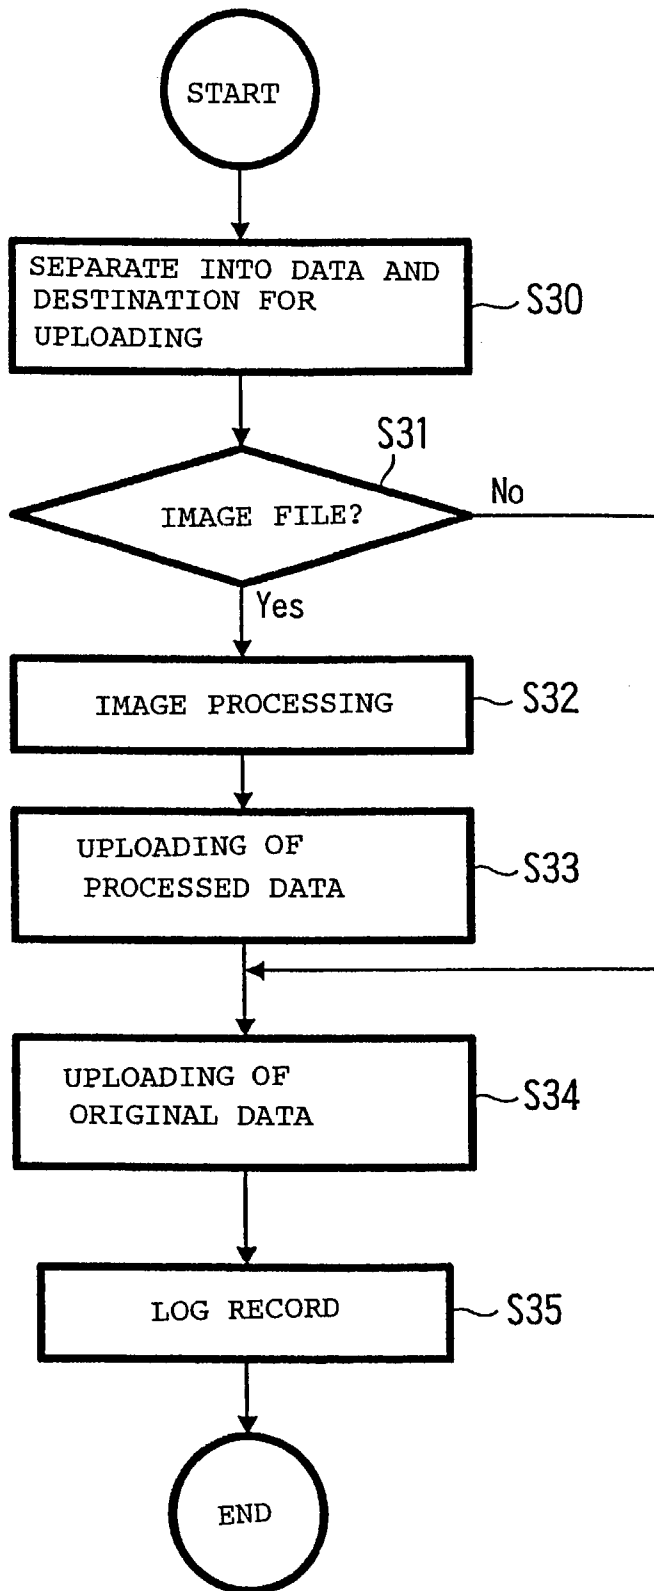 START
SEPARATE INTO DATA AND
DESTINATION FOR
UPLOADING
S30
S31
IMAGE FILE?
No
Yes
IMAGE PROCESSING
S32
UPLOADING OF
PROCESSED DATA
S33
UPLOADING OF
ORIGINAL DATA
S34
LOG RECORD
S35
END